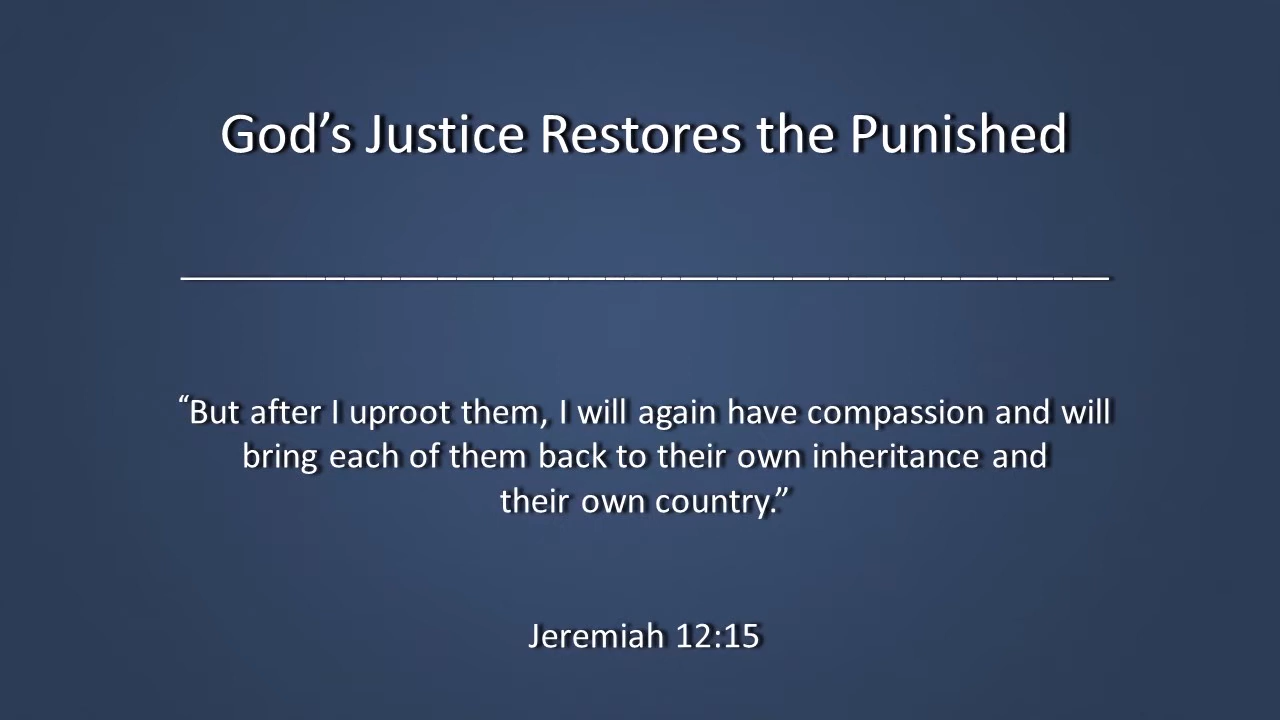 God’s Justice Restores the Punished
“But after I uproot them, I will again have compassion and will
bring each of them back to their own inheritance and
their own country.”
Jeremiah 12:15